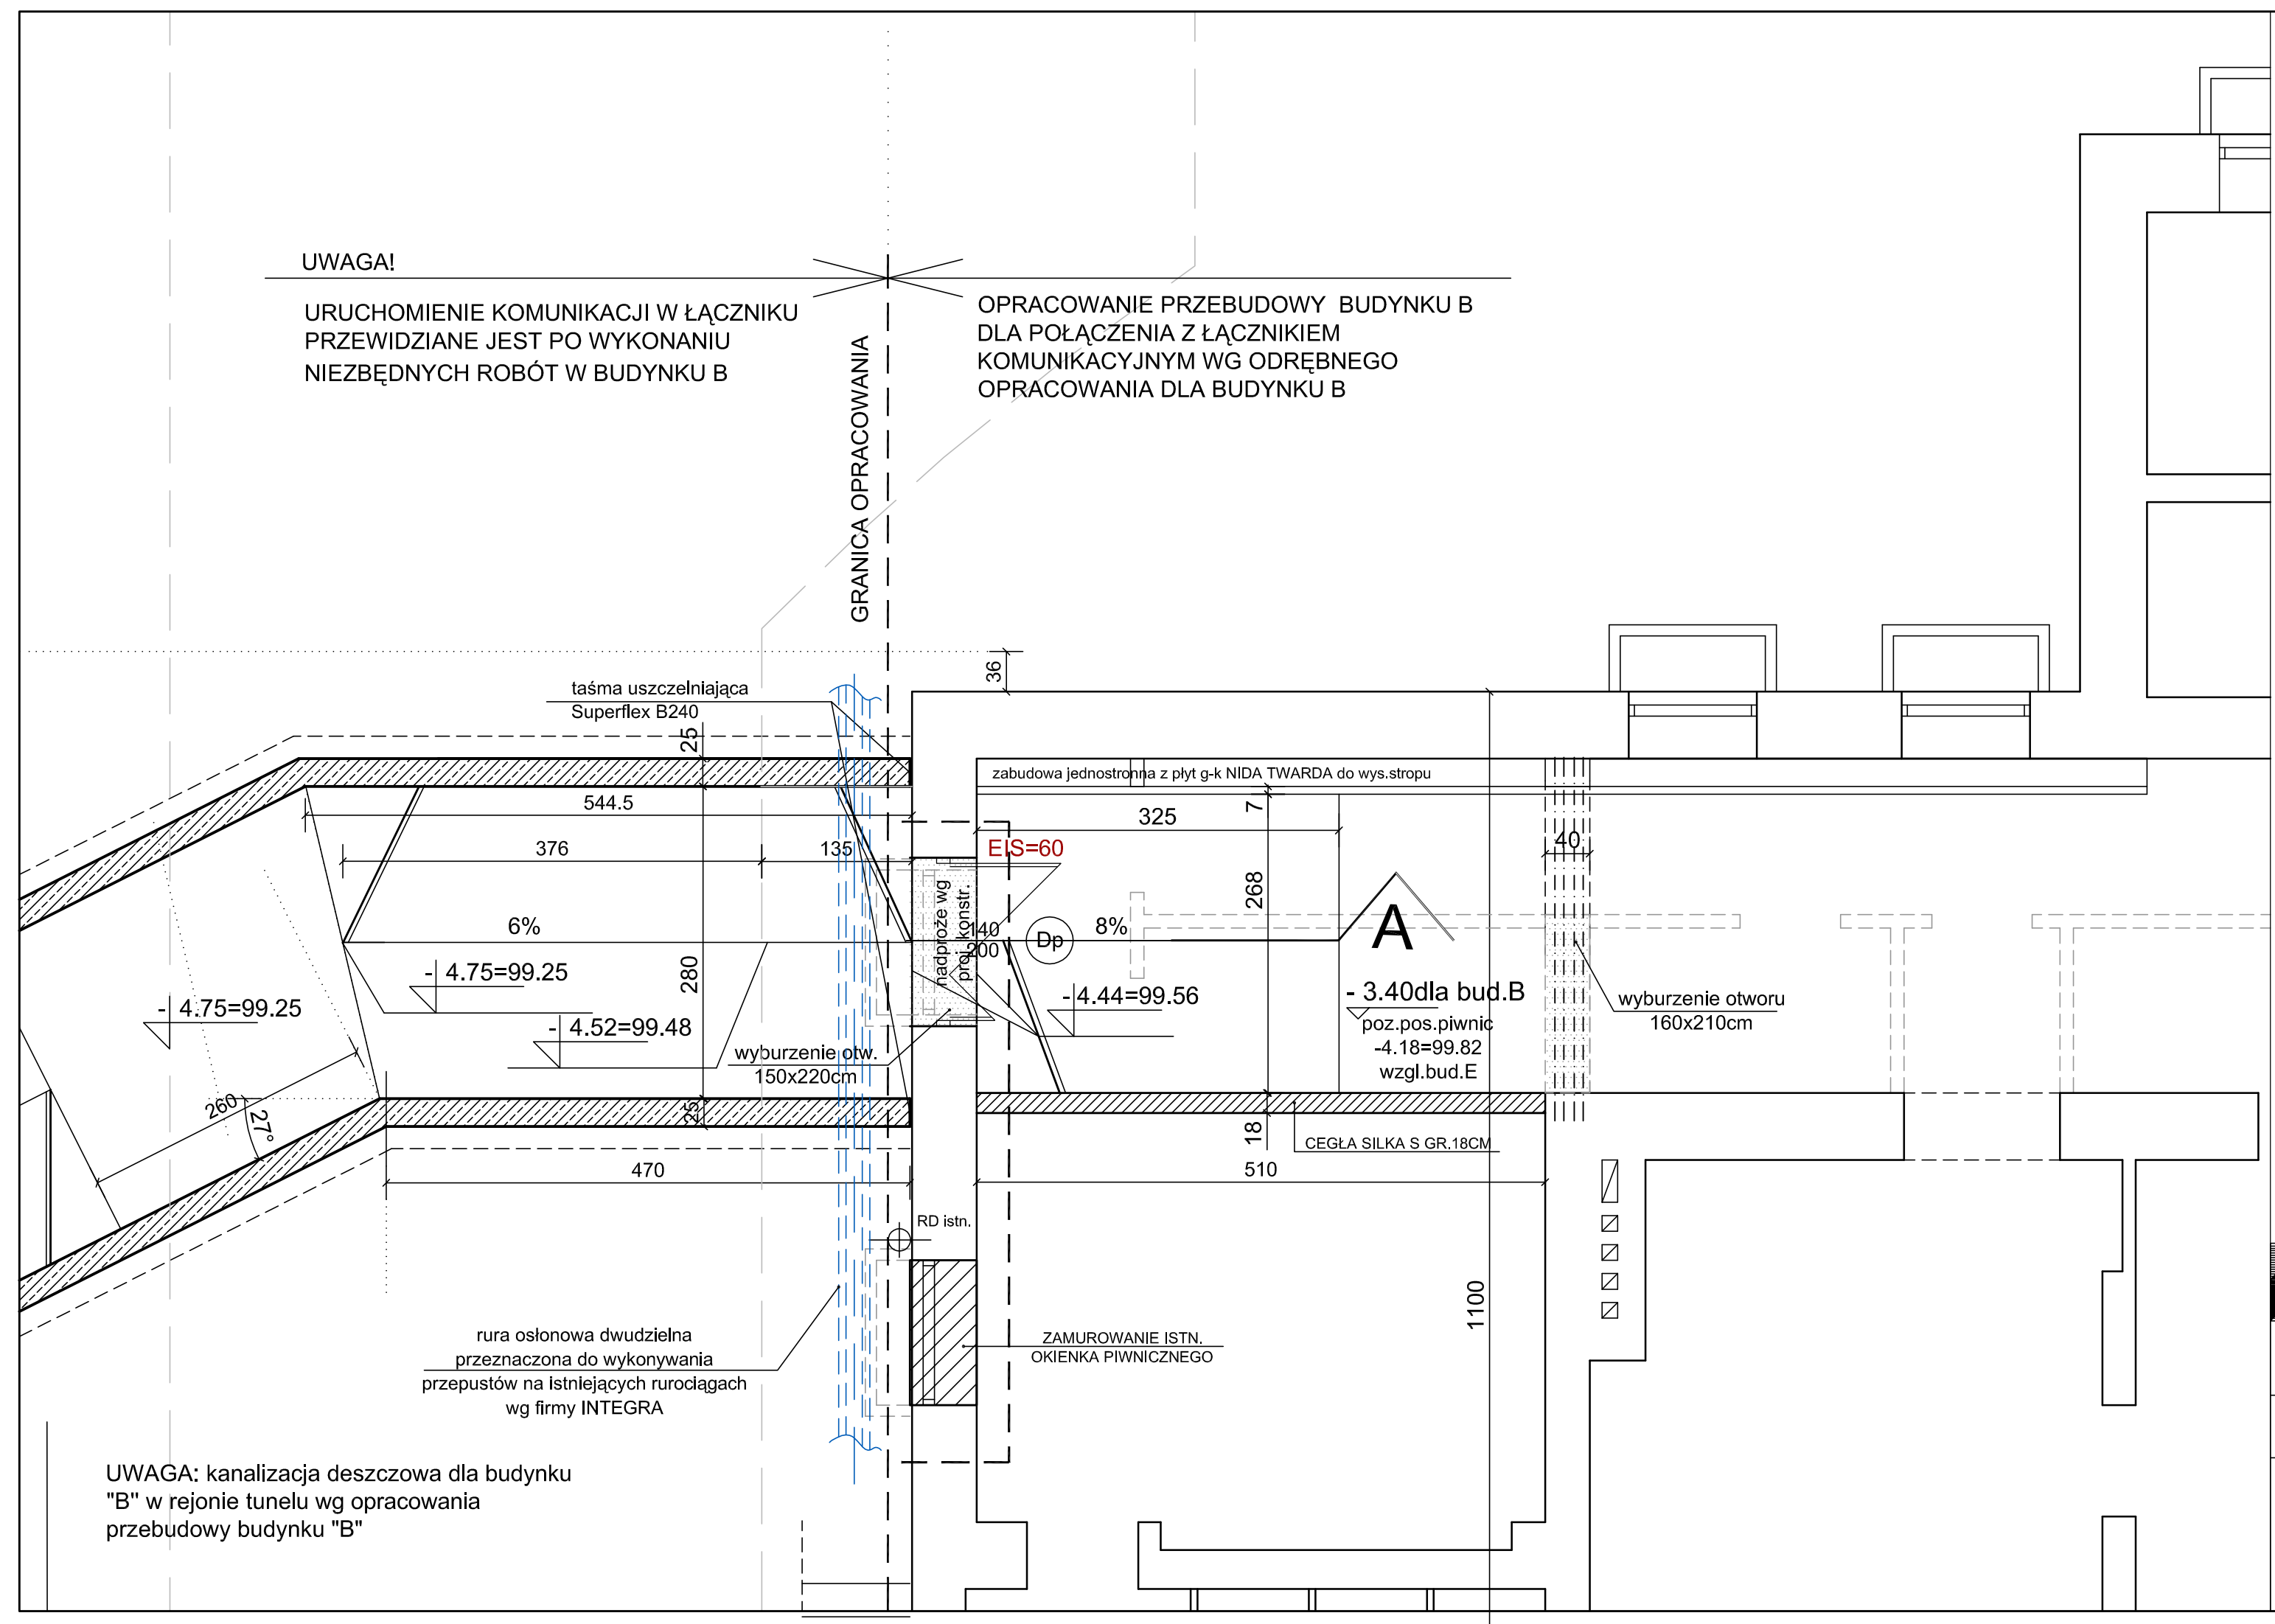 UWAGA!
URUCHOMIENIE KOMUNIKACJI W ŁĄCZNIKU
PRZEWIDZIANE JEST PO WYKONANIU
NIEZBĘDNYCH ROBÓT W BUDYNKU B
OPRACOWANIE PRZEBUDOWY BUDYNKU B
DLA POŁĄCZENIA Z ŁĄCZNIKIEM
KOMUNIKACYJNYM WG ODRĘBNEGO
OPRACOWANIA DLA BUDYNKU B
GRANICA OPRACOWANIA
36
taśma uszczelniająca
Superflex B240
25
zabudowa jednostronna z płyt g-k NIDA TWARDA do wys.stropu
544.5
7
325
376
135
EIS=60
40
268
6%
nadproże wg
proj. konstr.
140
200
Dp
8%
A
280
- 4.75=99.25
- 4.75=99.25
- 4.52=99.48
- 4.44=99.56
- 3.40dla bud.B
poz.pos.piwnic
-4.18=99.82
wzgl.bud.E
wyburzenie otworu
160x210cm
wyburzenie otw.
150x220cm
260
27°
25
18
CEGŁA SILKA S GR.18CM
470
510
RD istn.
1100
rura osłonowa dwudzielna
przeznaczona do wykonywania
przepustów na istniejących rurociągach
wg firmy INTEGRA
ZAMUROWANIE ISTN.
OKIENKA PIWNICZNEGO
UWAGA: kanalizacja deszczowa dla budynku
"B" w rejonie tunelu wg opracowania
przebudowy budynku "B"